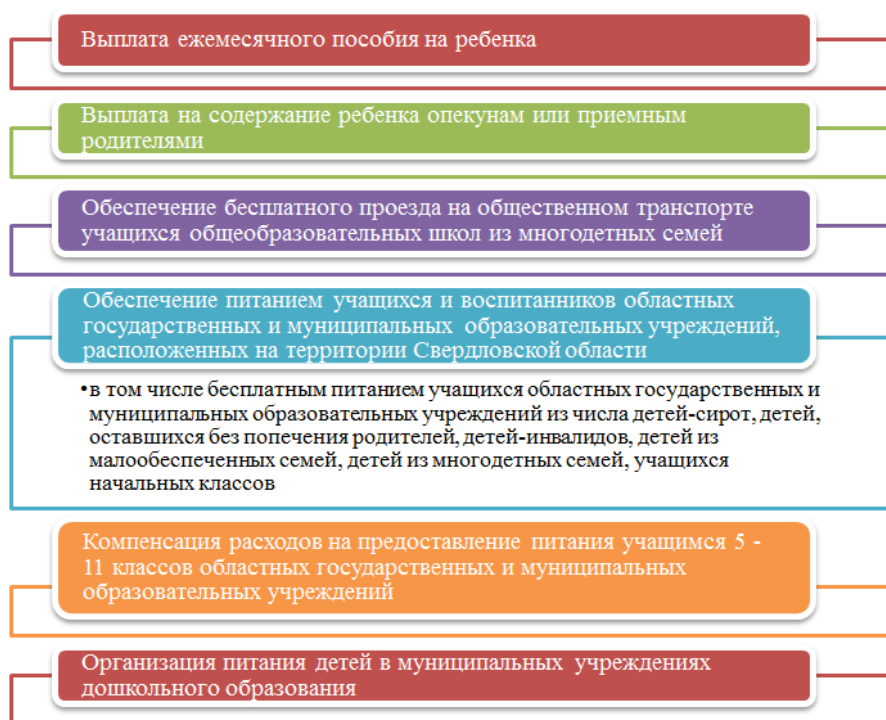 Выплата ежемесячного пособия на ребенка
Выплата на содержание ребенка опекунам или приемным
родителями
Обеспечение бесплатного проезда на общественном транспорте
учащихся общеобразовательных школ из многодетных семей
Обеспечение питанием учащихся и воспитанников областных
государственных и муниципальных образовательных учреждений,
расположенных на территории Свердловской области
•в том числе бесплатным питанием учащихся областных государственных и
муниципальных образовательных учреждений из числа детей-сирот, детей,
оставшихся без попечения родителей, детей-инвалидов, детей из
малообеспеченных семей, детей из многодетных семей, учащихся
начальных классов
Компенсация расходов на предоставление питания учащимся 5 -
11 классов областных государственных и муниципальных
образовательных учреждений
Организация питания детей в муниципальных учреждениях
дошкольного образования